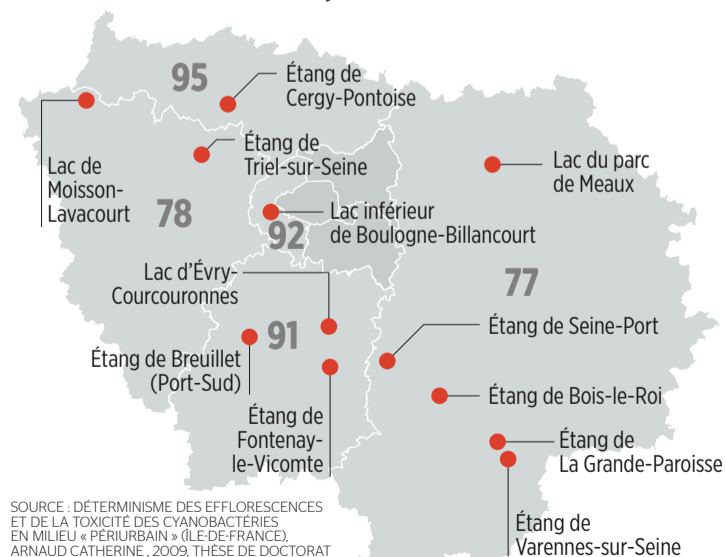 95
Étang de
Cergy-Pontoise
Étang de
Triel-sur-Seine
Lac de
Moisson-
Lavacourt
78
Lac du parc
de Meaux
Lac inférieur
de Boulogne-Billancourt
92
77
Lac d'Évry-
Courcouronnes
91
Étang de Seine-Port
Étang de Breuillet
(Port-Sud)
Étang de Bois-le-Roi
Étang de
Fontenay-
le-Vicomte
Étang de
La Grande-Paroisse
Étang de
Varennes-sur-Seine
SOURCE : DÉTERMINISME DES EFFLORESCENCES
ET DE LA TOXICITÉ DES CYANOBACTÉRIES
EN MILIEU « PÉRIURBAIN » (ÎLE-DE-FRANCE),
ARNAUD CATHERINE , 2009, THÈSE DE DOCTORAT